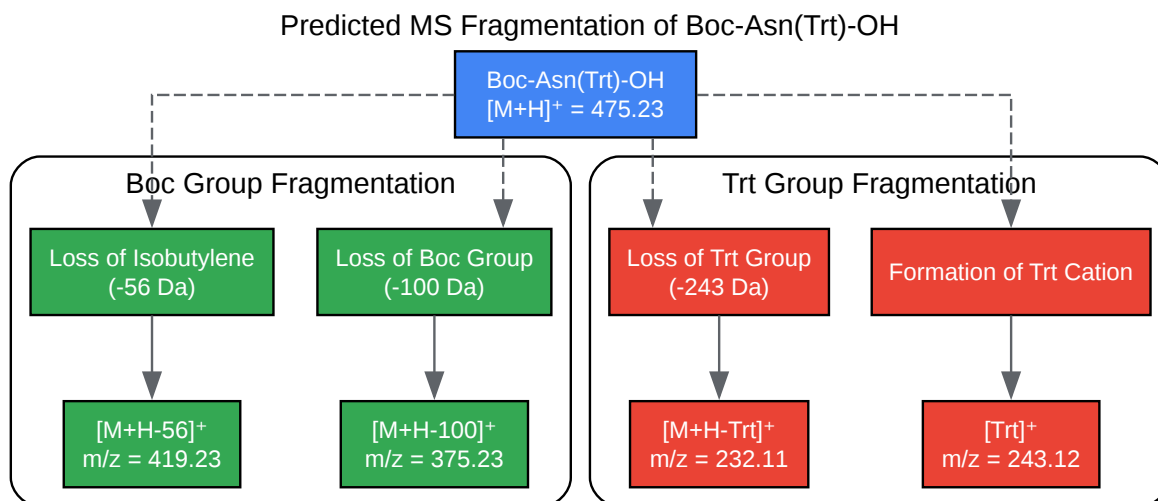 Predicted MS Fragmentation of Boc-Asn(Trt)-OH
Boc-Asn(Trt)-OH
[M+H]⁺ = 475.23
Boc Group Fragmentation
Trt Group Fragmentation
Loss of Isobutylene
(-56 Da)
Loss of Boc Group
(-100 Da)
Loss of Trt Group
(-243 Da)
Formation of Trt Cation
[M+H-56]⁺
m/z = 419.23
[M+H-100]⁺
m/z = 375.23
[M+H-Trt]⁺
m/z = 232.11
[Trt]⁺
m/z = 243.12